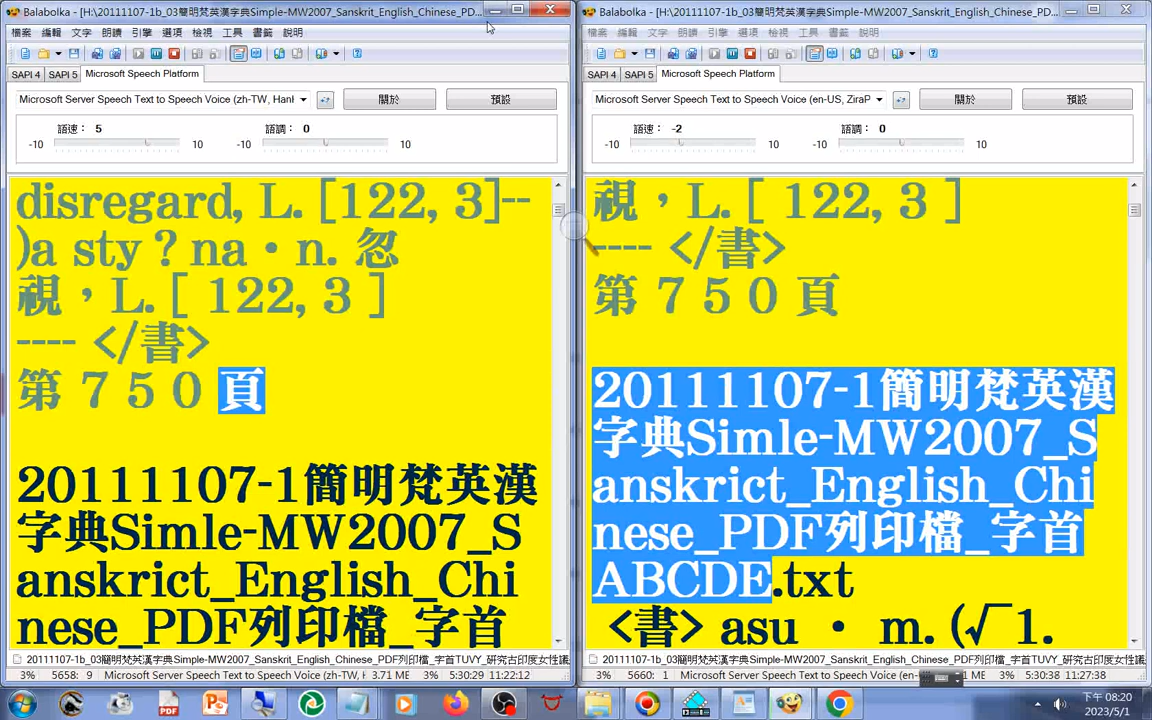 Balabolka - [H:\20111107-1b_03簡明梵英漢字典Simple-MW2007_Sanskrit_English_Chinese_PD...
檔案 編輯 文字 朗讀 引擎 選項 檢視 工具 書籤 說明
SAPI 4 SAPI 5 Microsoft Speech Platform
Microsoft Server Speech Text to Speech Voice (zh-TW, HanH 關於 預設
語速： 5 語調： 0
-10 10 -10 10
disregard, L. [122, 3]--
)a sty？na‧n. 忽
視，L. [ 122, 3 ]
---- </書>
第 7 5 0 頁
20111107-1簡明梵英漢
字典Simle-MW2007_S
anskrict_English_Chi
nese_PDF列印檔_字首
20111107-1b_03簡明梵英漢字典Simple-MW2007_Sanskrit_English_Chinese_PDF列印檔_字首TUVY_研究古印度女性議
3% 5658: 9 Microsoft Server Speech Text to Speech Voice (zh-TW, 3.71 ME 3% 5:30:29 11:22:12
Balabolka - [H:\20111107-1b_03簡明梵英漢字典Simple-MW2007_Sanskrit_English_Chinese_PD...
檔案 編輯 文字 朗讀 引擎 選項 檢視 工具 書籤 說明
SAPI 4 SAPI 5 Microsoft Speech Platform
Microsoft Server Speech Text to Speech Voice (en-US, ZiraP 關於 預設
語速： -2 語調： 0
-10 10 -10 10
視，L. [ 122, 3 ]
---- </書>
第 7 5 0 頁
20111107-1簡明梵英漢
字典Simle-MW2007_S
anskrict_English_Chi
nese_PDF列印檔_字首
ABCDE.txt
<書> asu ‧ m. (√ 1.
20111107-1b_03簡明梵英漢字典Simple-MW2007_Sanskrit_English_Chinese_PDF列印檔_字首TUVY_研究古印度女性議
3% 5660: 1 Microsoft Server Speech Text to Speech Voice (en-US, ME 3% 5:30:38 11:27:38
下午 08:20
2023/5/1